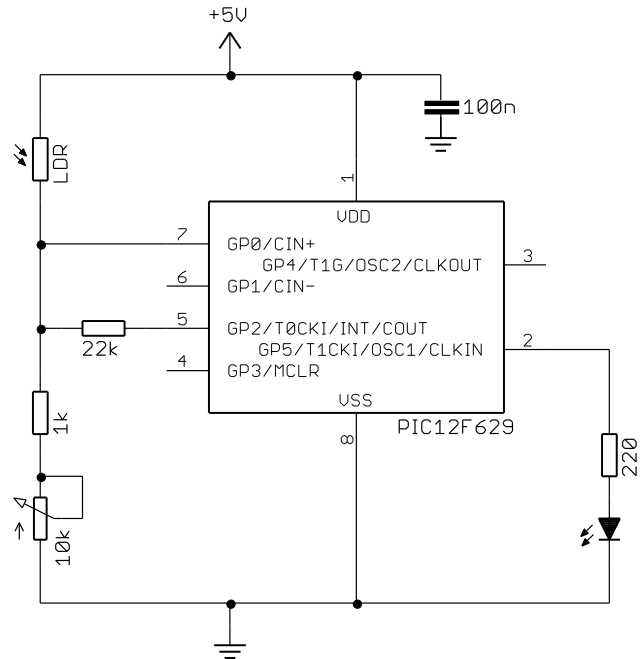 +5V
100n
LDR
1
VDD
7
GP0/CIN+
GP4/T1G/OSC2/CLKOUT
3
6
GP1/CIN-
5
GP2/T0CKI/INT/COUT
22k
GP5/T1CKI/OSC1/CLKIN
2
4
GP3/MCLR
VSS
1k
8
PIC12F629
220
10k